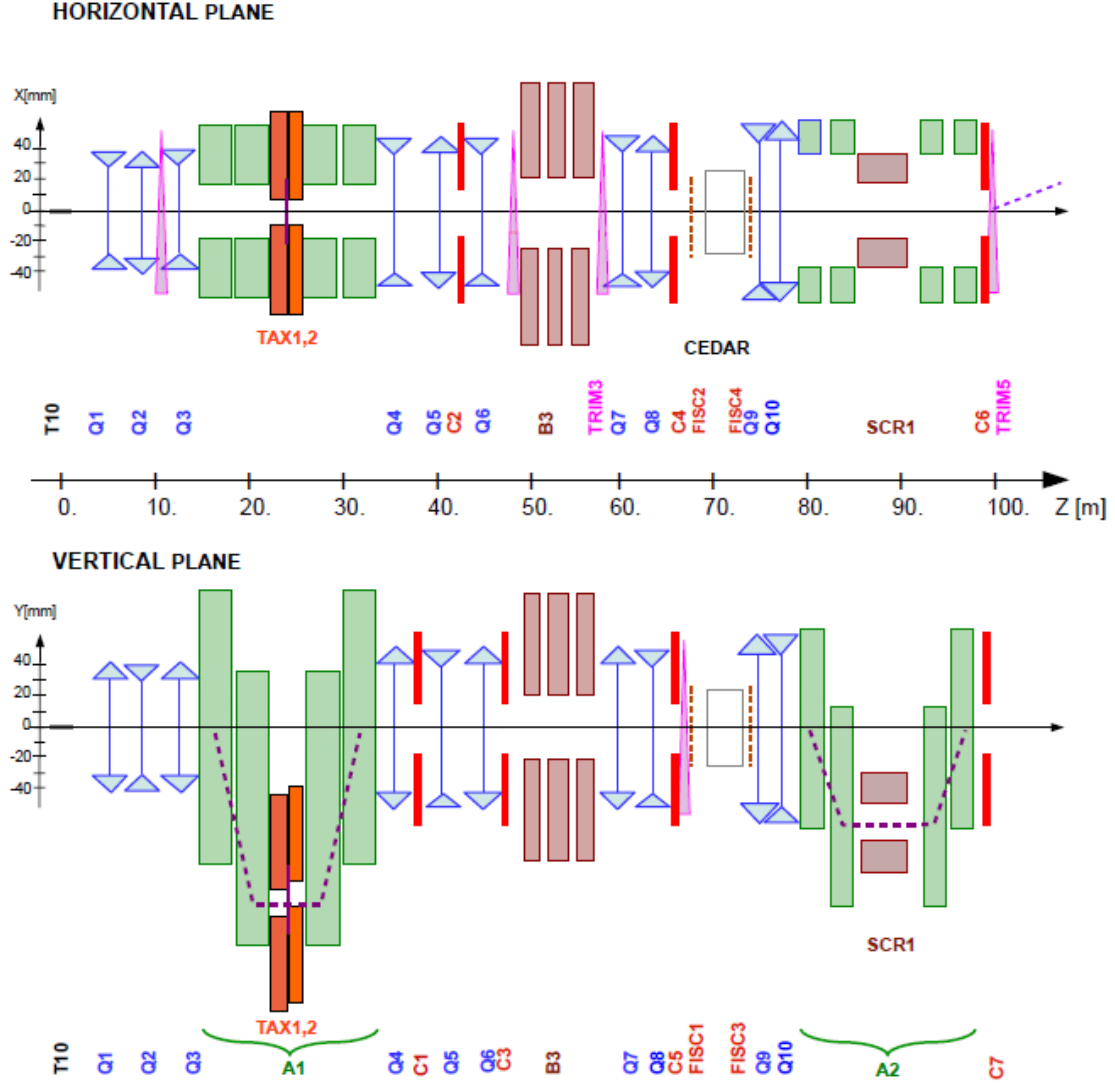 HORIZONTAL PLANE
X[mm]
40
20
0
-20
-40
TAX1,2
CEDAR
T10 Q1 Q2 Q3 Q4 Q5 C2 Q6 B3 TRIM3 Q7 Q8 C4 FISC2 FISC4 Q9 Q10 SCR1 C6 TRIM5
0. 10. 20. 30. 40. 50. 60. 70. 80. 90. 100. Z [m]
VERTICAL PLANE
Y[mm]
40
20
0
-20
-40
SCR1
TAX1,2
T10 Q1 Q2 Q3 A1 Q4 C1 Q5 Q6 C3 B3 Q7 Q8 C5 FISC1 FISC3 Q9 Q10 A2 C7